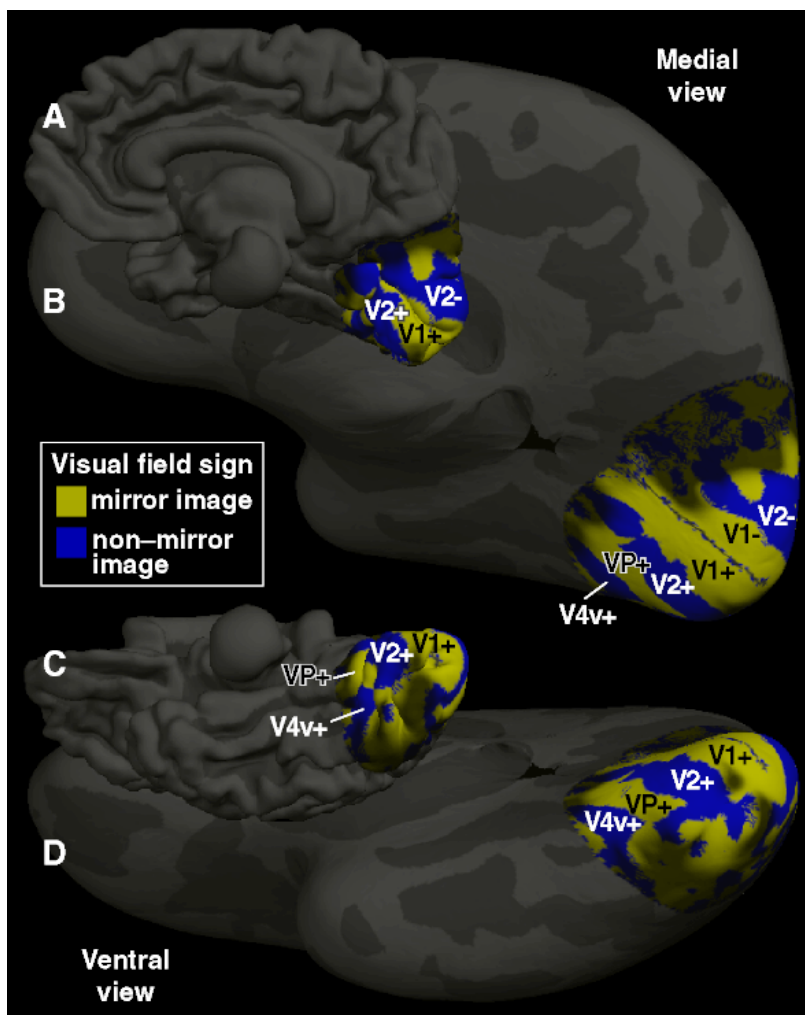 Medial
view
A
B
V2-
V2+
V1+
Visual field sign
mirror image
non–mirror
image
V2-
V1-
VP+
V1+
V2+
V4v+
C
V1+
V2+
VP+
V4v+
V1+
V2+
VP+
V4v+
D
Ventral
view